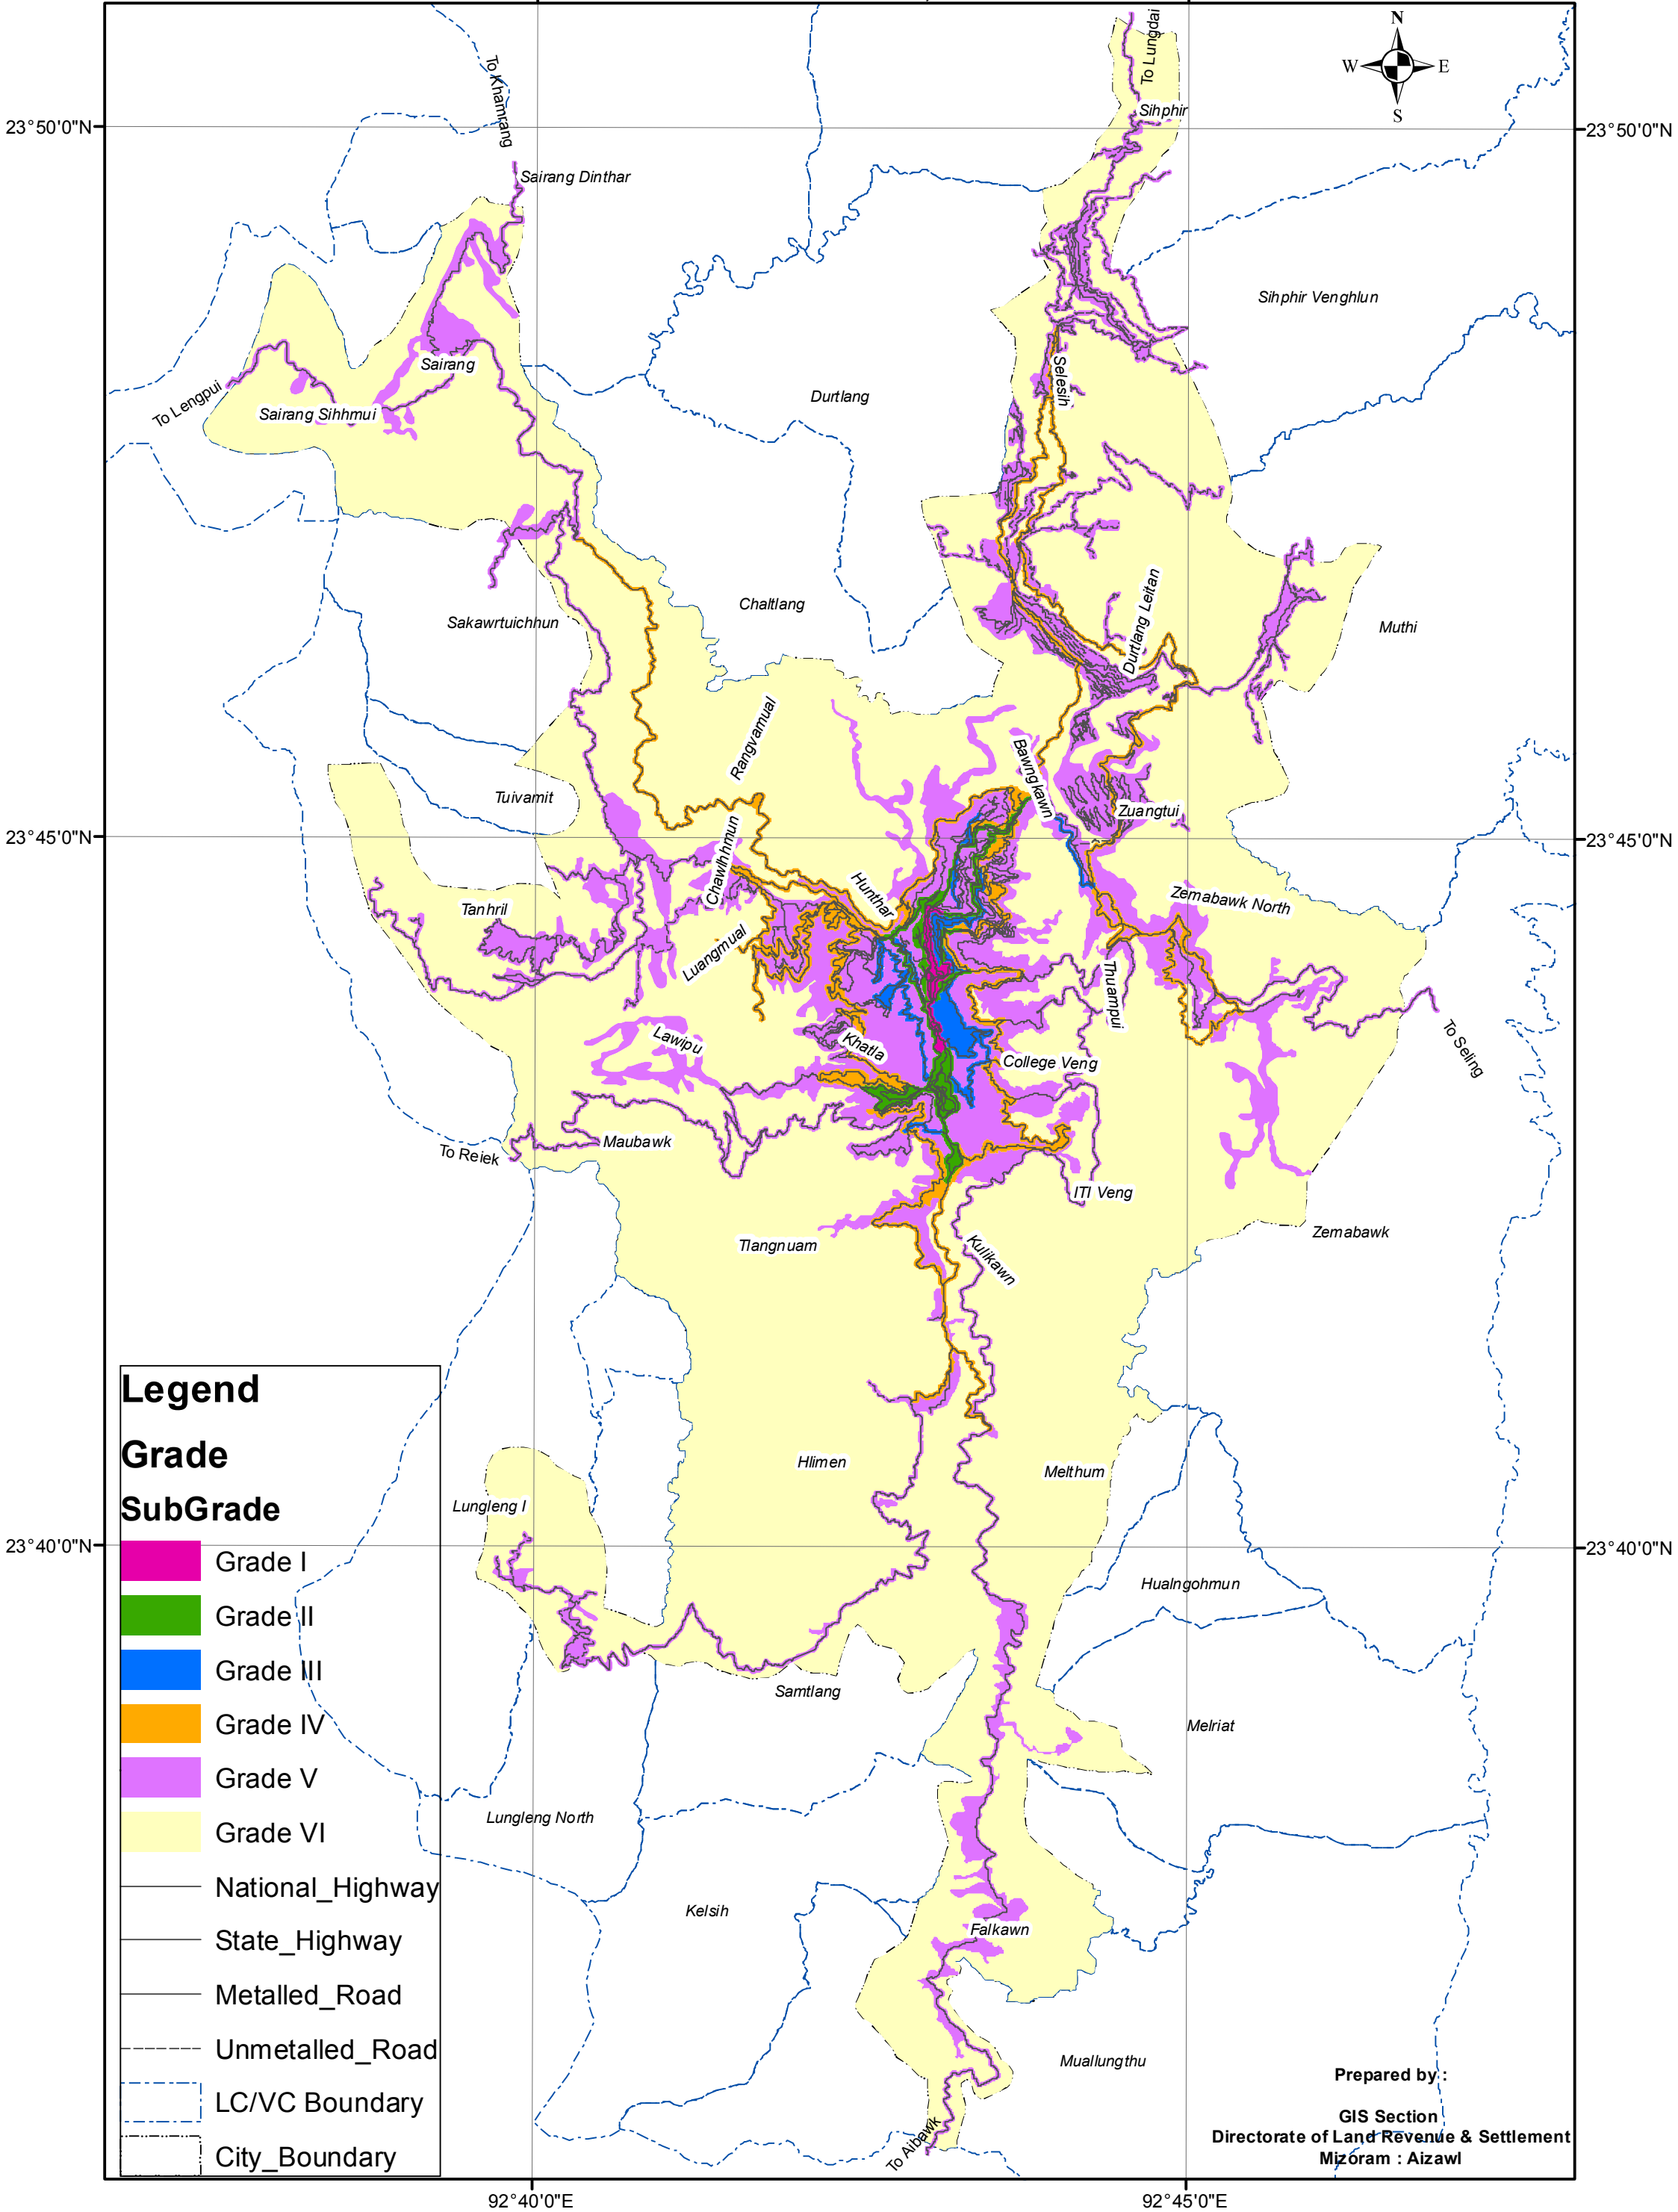 N
W E
S
To Lungdai
To Khamrang
Sihphir
23°50'0"N
23°50'0"N
Sairang Dinthar
Sihphir Venghlun
Sairang
Selesih
Durtlang
To Lengpui
Sairang Sihhmui
Chaltlang
Durtlang Leitan
Sakawrtuichhun
Muthi
Rangvamual
Bawngkawn
Tuivamit
Zuangtui
23°45'0"N
23°45'0"N
Chawlhhmun
Hunthar
Zemabawk North
Tanhril
Luangmual
Thuampui
Lawipu
Khatla
To Seling
College Veng
Maubawk
To Reiek
ITI Veng
Tlangnuam
Kulikawn
Zemabawk
Hlimen
Melthum
Lungleng I
23°40'0"N
23°40'0"N
Hualngohmun
Samtlang
Melriat
Lungleng North
Kelsih
Falkawn
Muallungthu
To Aibawk
Legend
Grade
SubGrade
Grade I
Grade II
Grade III
Grade IV
Grade V
Grade VI
National_Highway
State_Highway
Metalled_Road
Unmetalled_Road
LC/VC Boundary
City_Boundary
Prepared by :
GIS Section
Directorate of Land Revenue & Settlement
Mizoram : Aizawl
92°40'0"E
92°45'0"E